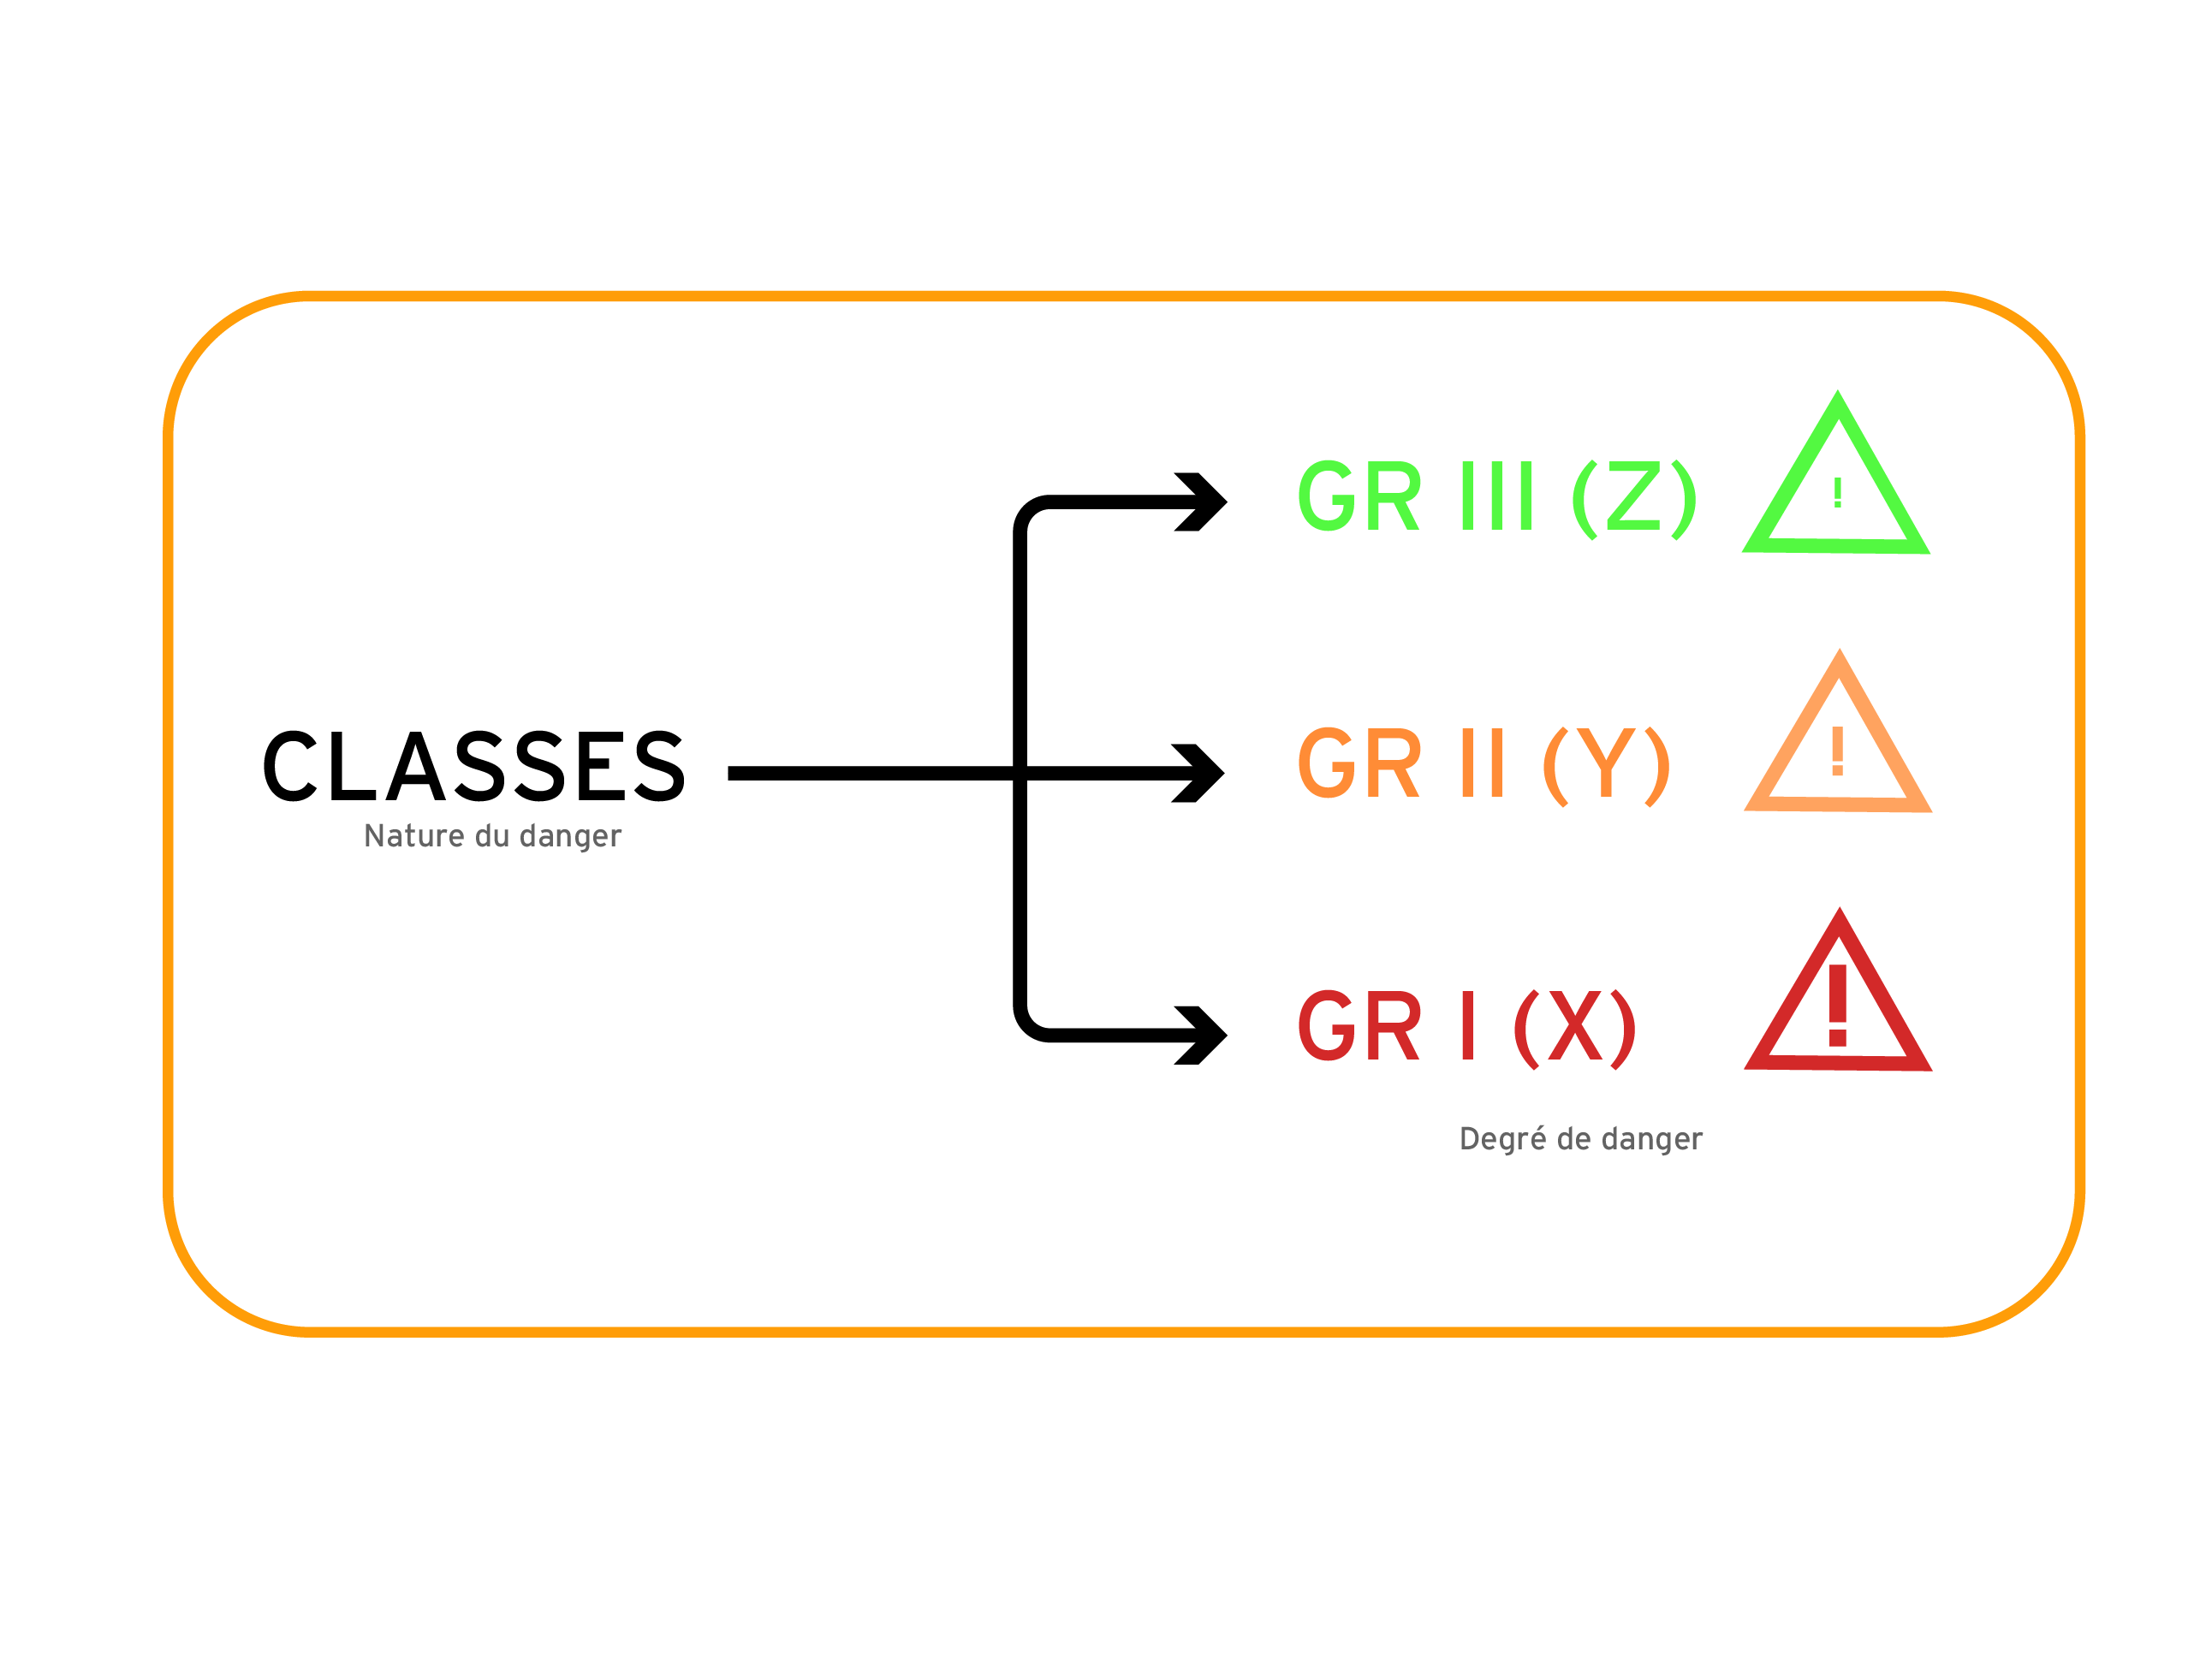 GR III (Z)
!
CLASSES
Nature du danger
GR II (Y)
!
GR I (X)
!
Degré de danger